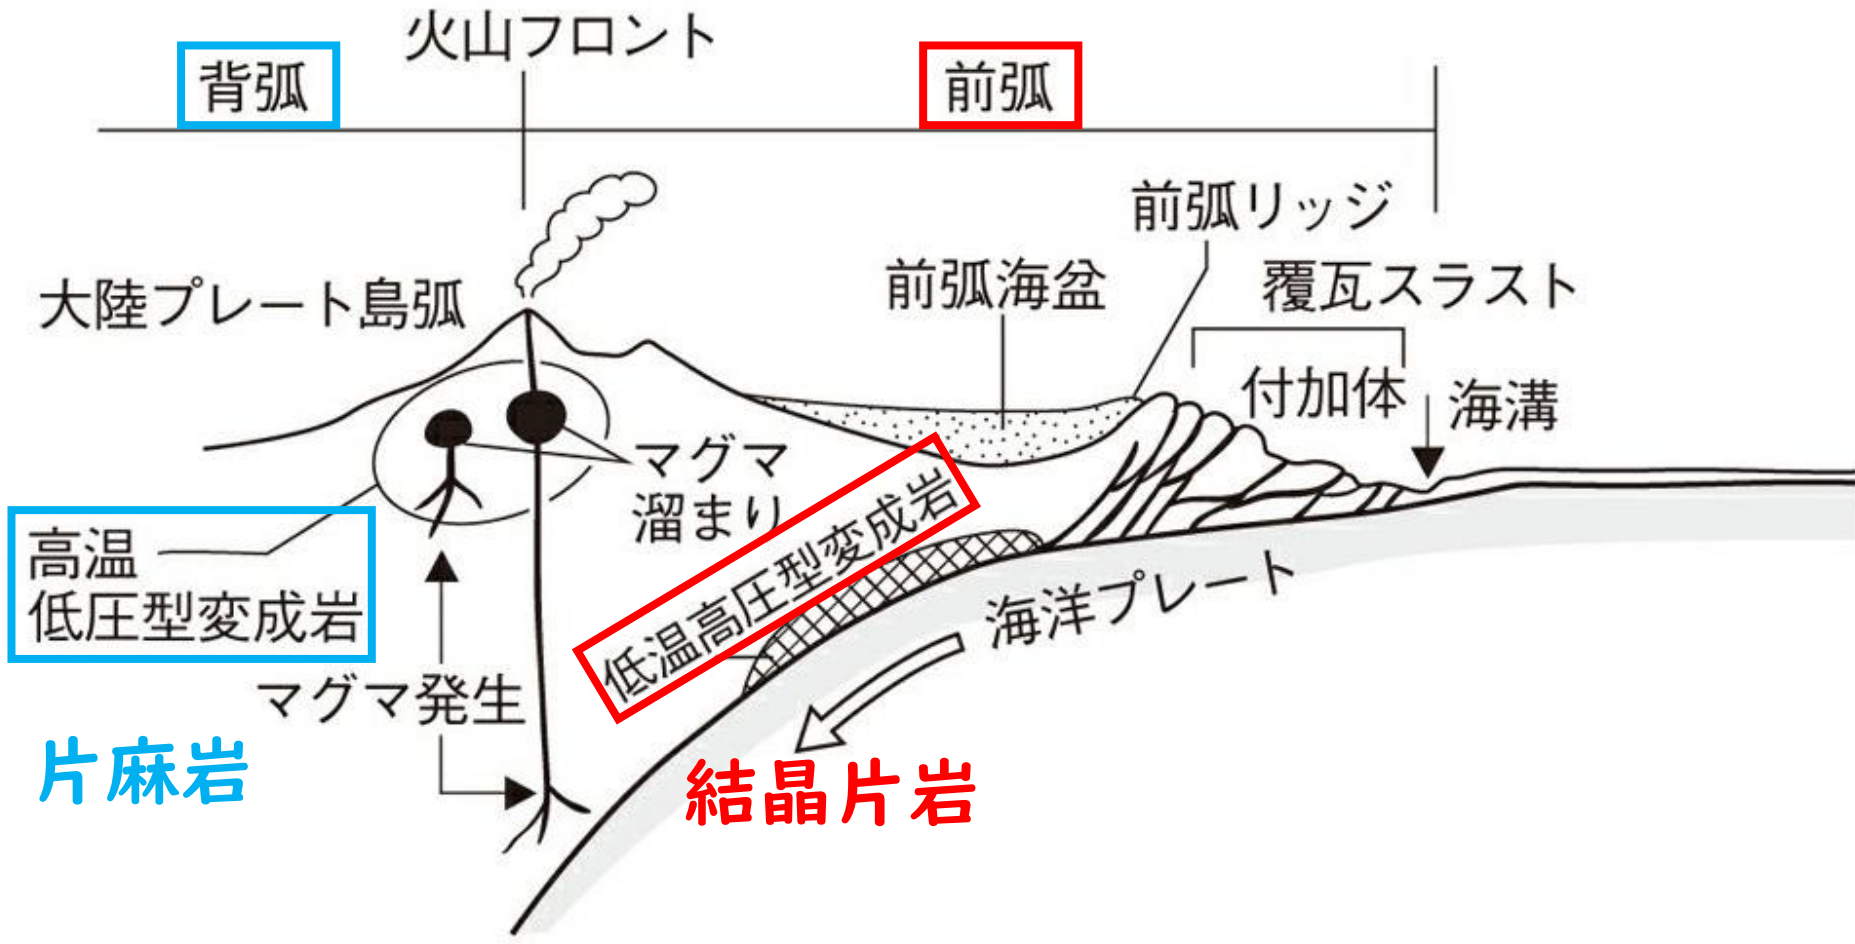 火山フロント
背弧
前弧
前弧リッジ
前弧海盆
覆瓦スラスト
大陸プレート島弧
付加体
海溝
マグマ
溜まり
高温
低圧型変成岩
低温高圧型変成岩
海洋プレート
マグマ発生
片麻岩
結晶片岩